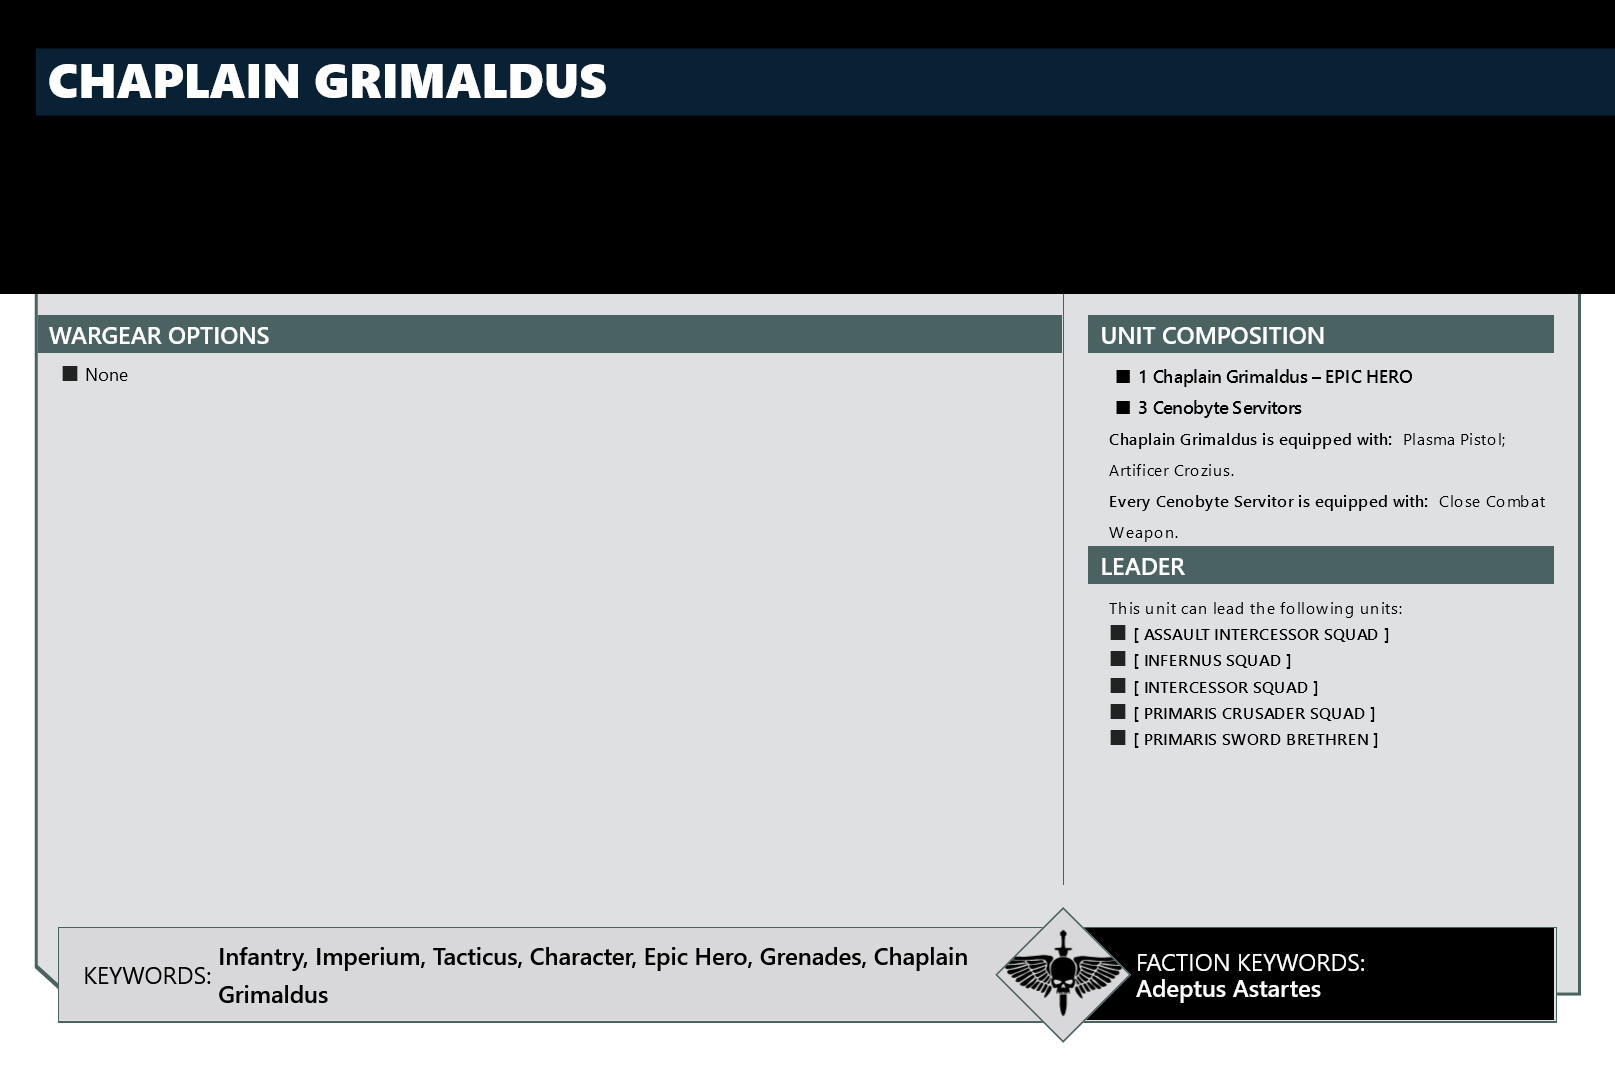 CHAPLAIN GRIMALDUS
WARGEAR OPTIONS
■ None
UNIT COMPOSITION
■ 1 Chaplain Grimaldus – EPIC HERO
■ 3 Cenobyte Servitors
Chaplain Grimaldus is equipped with: Plasma Pistol;
Artificer Crozius.
Every Cenobyte Servitor is equipped with: Close Combat
Weapon.
LEADER
This unit can lead the following units:
■ [ ASSAULT INTERCESSOR SQUAD ]
■ [ INFERNUS SQUAD ]
■ [ INTERCESSOR SQUAD ]
■ [ PRIMARIS CRUSADER SQUAD ]
■ [ PRIMARIS SWORD BRETHREN ]
KEYWORDS:
Infantry, Imperium, Tacticus, Character, Epic Hero, Grenades, Chaplain
Grimaldus
FACTION KEYWORDS:
Adeptus Astartes